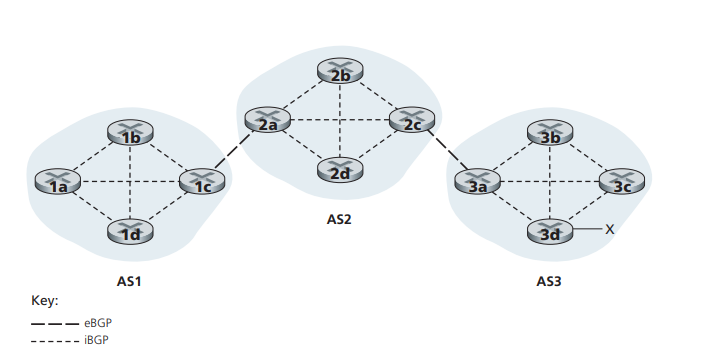 2b
2a
2c
2d
AS2
1b
1a
1c
1d
AS1
3b
3a
3c
3d
X
AS3
Key:
eBGP
iBGP